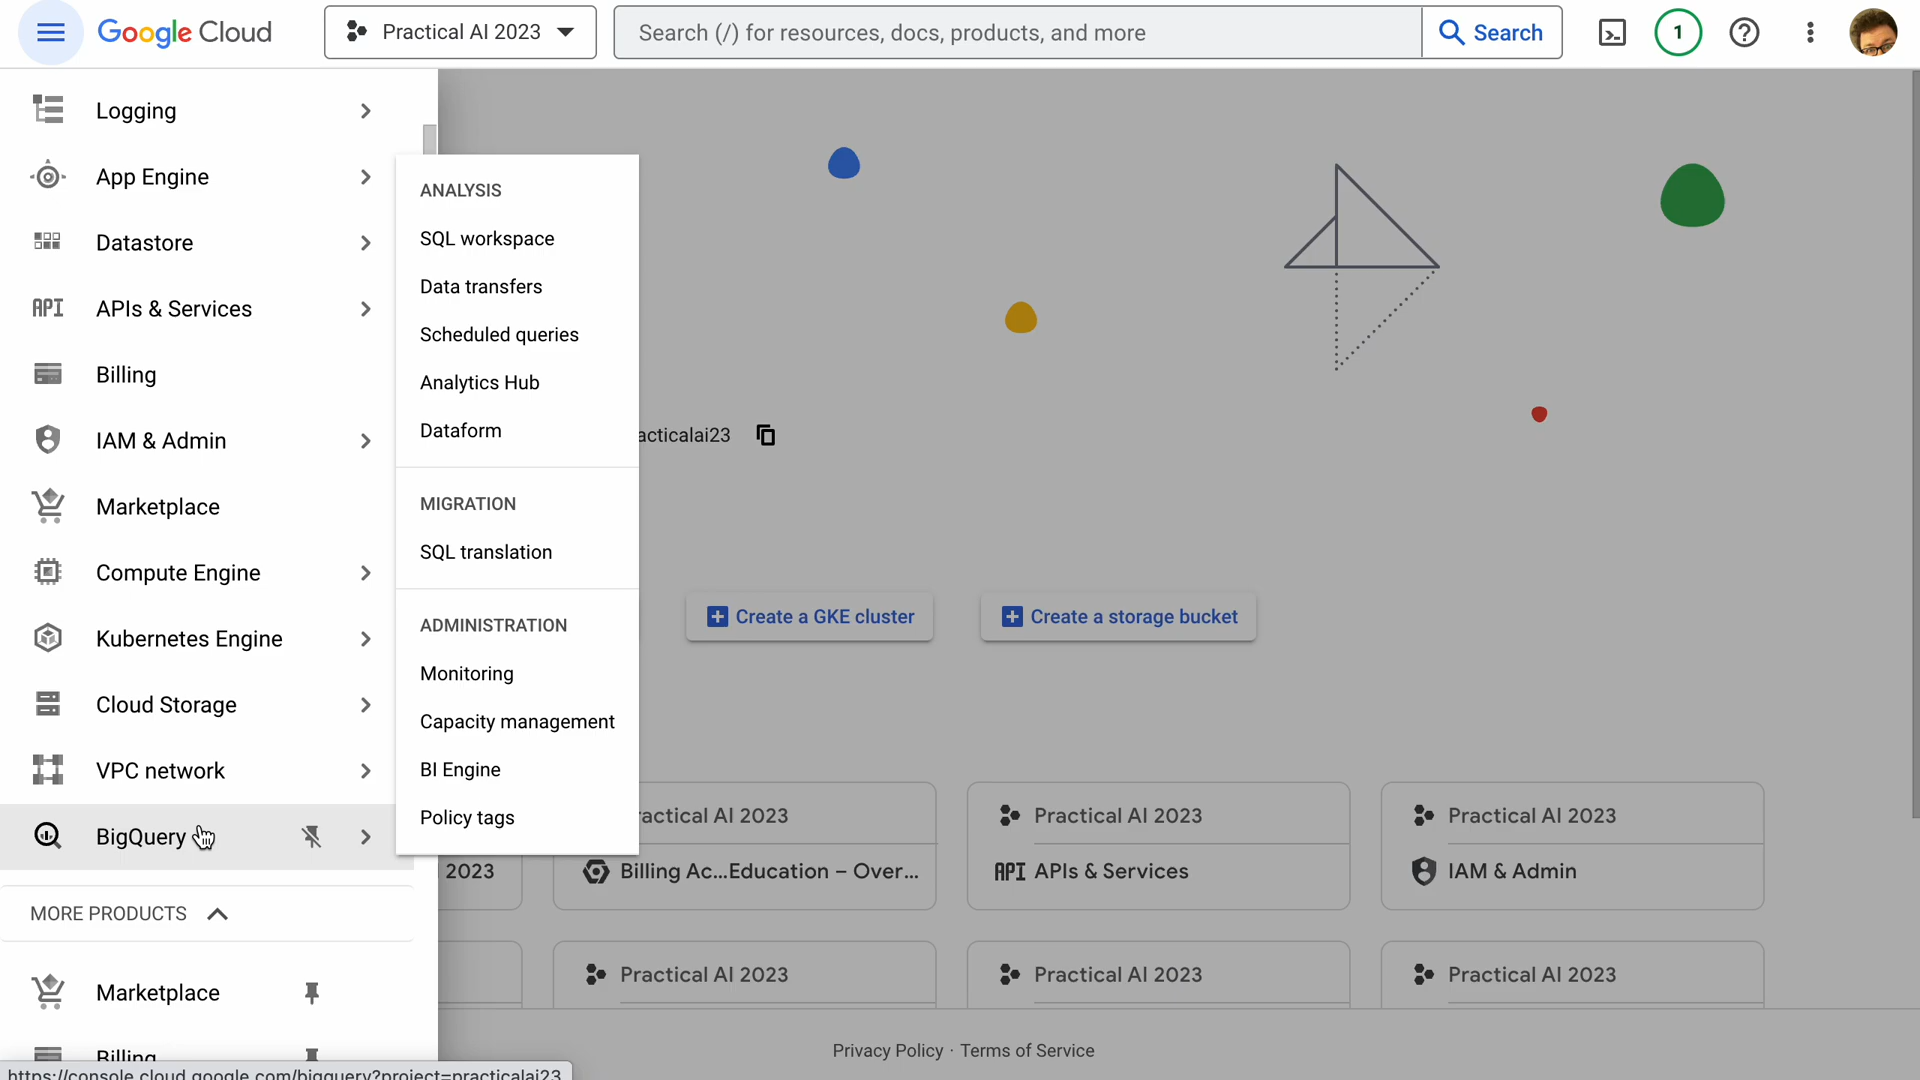 Google Cloud
Practical AI 2023
Search (/) for resources, docs, products, and more
Search
1
Logging
App Engine
Datastore
API APIs & Services
Billing
IAM & Admin
Marketplace
Compute Engine
Kubernetes Engine
Cloud Storage
VPC network
BigQuery
MORE PRODUCTS
Marketplace
Billing
ANALYSIS
SQL workspace
Data transfers
Scheduled queries
Analytics Hub
Dataform
MIGRATION
SQL translation
ADMINISTRATION
Monitoring
Capacity management
BI Engine
Policy tags
acticalai23
Create a GKE cluster
Create a storage bucket
ractical AI 2023
Practical AI 2023
Practical AI 2023
2023
Billing Ac...Education – Over...
API APIs & Services
IAM & Admin
Practical AI 2023
Practical AI 2023
Practical AI 2023
Privacy Policy · Terms of Service
https://console.cloud.google.com/bigquery?project=practicalai23